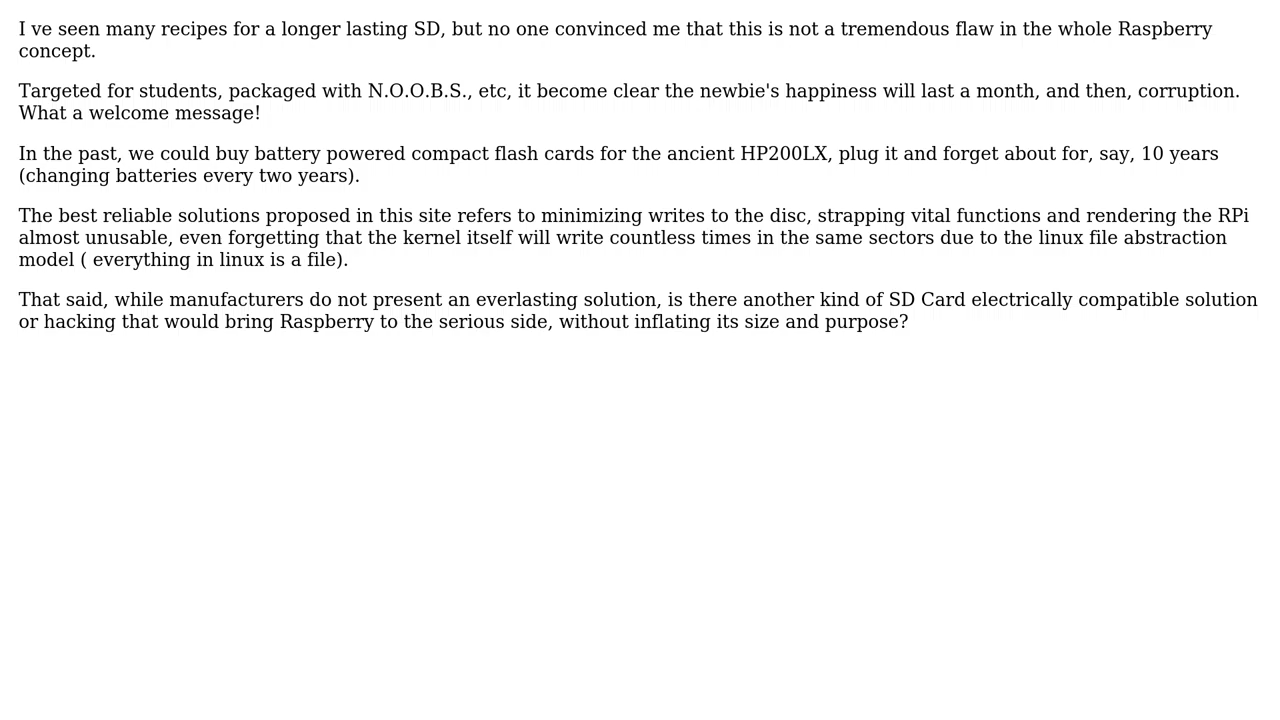 I ve seen many recipes for a longer lasting SD, but no one convinced me that this is not a tremendous flaw in the whole Raspberry
concept.
Targeted for students, packaged with N.O.O.B.S., etc, it become clear the newbie's happiness will last a month, and then, corruption.
What a welcome message!
In the past, we could buy battery powered compact flash cards for the ancient HP200LX, plug it and forget about for, say, 10 years
(changing batteries every two years).
The best reliable solutions proposed in this site refers to minimizing writes to the disc, strapping vital functions and rendering the RPi
almost unusable, even forgetting that the kernel itself will write countless times in the same sectors due to the linux file abstraction
model ( everything in linux is a file).
That said, while manufacturers do not present an everlasting solution, is there another kind of SD Card electrically compatible solution
or hacking that would bring Raspberry to the serious side, without inflating its size and purpose?